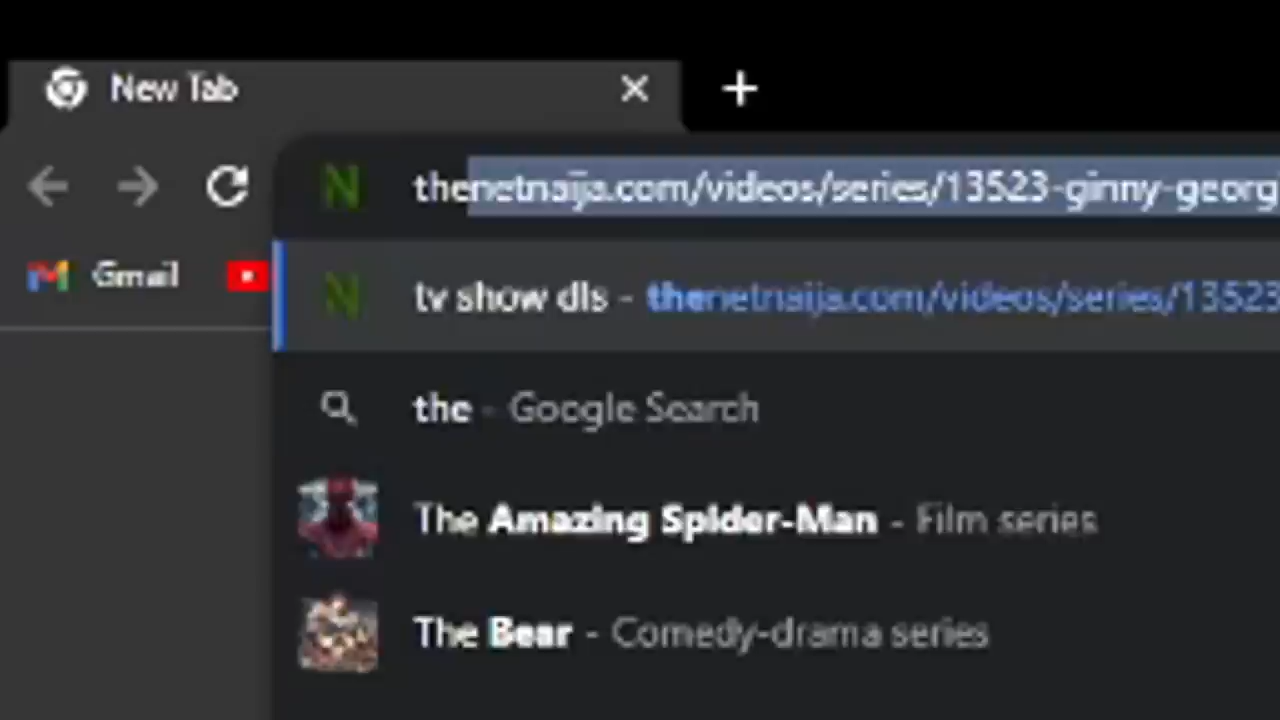 New Tab
thenetnaija.com/videos/series/13523-ginny-georg
Gmail
tv show dls - thenetnaija.com/videos/series/13523
the - Google Search
The Amazing Spider-Man - Film series
The Bear - Comedy-drama series